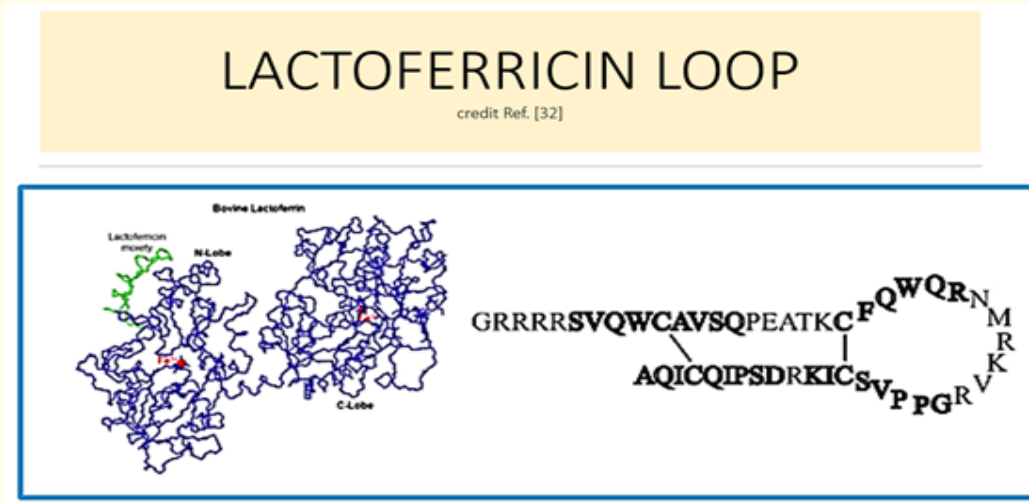 LACTOFERRICIN LOOP
credit Ref. [32]
Bovine Lactoferrin
Lactoferricin
moiety
N-Lobe
C-Lobe
GRRRRSVQWCAVSQPEATKCFQWQRNMRKVRGPPVSCIKRDSPIQCIQA